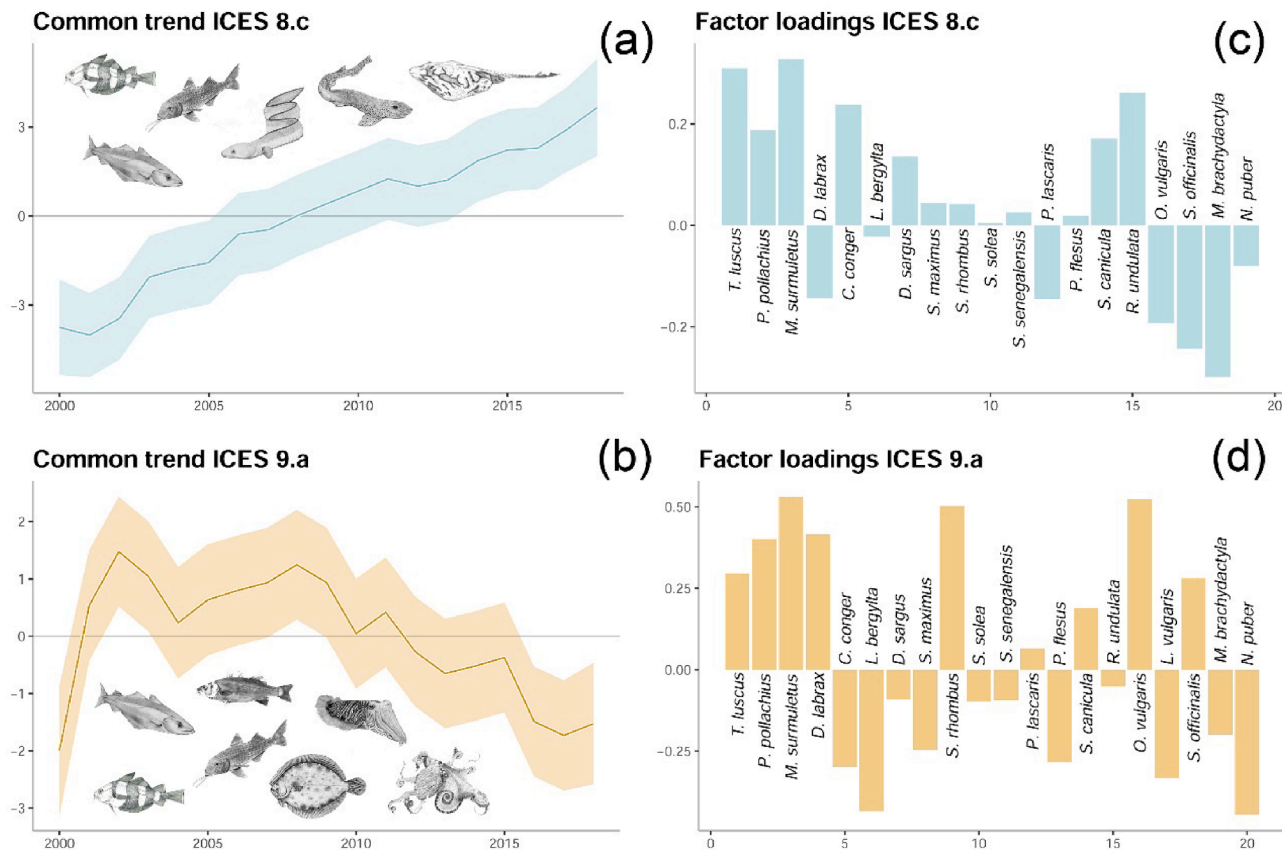 Common trend ICES 8.c
(a)
3
0
−3
2000
2005
2010
2015
Factor loadings ICES 8.c
(c)
0.2
0.0
−0.2
T. luscus
P. pollachius
M. surmuletus
D. labrax
C. conger
L. bergylta
D. sargus
S. maximus
S. rhombus
S. solea
S. senegalensis
P. lascaris
P. flesus
S. canicula
R. undulata
O. vulgaris
S. officinalis
M. brachydactyla
N. puber
0
5
10
15
20
Common trend ICES 9.a
(b)
2
1
0
−1
−2
−3
2000
2005
2010
2015
Factor loadings ICES 9.a
(d)
0.50
0.25
0.00
−0.25
T. luscus
P. pollachius
M. surmuletus
D. labrax
C. conger
L. bergylta
D. sargus
S. maximus
S. rhombus
S. solea
S. senegalensis
P. lascaris
P. flesus
S. canicula
R. undulata
O. vulgaris
L. vulgaris
S. officinalis
M. brachydactyla
N. puber
0
5
10
15
20